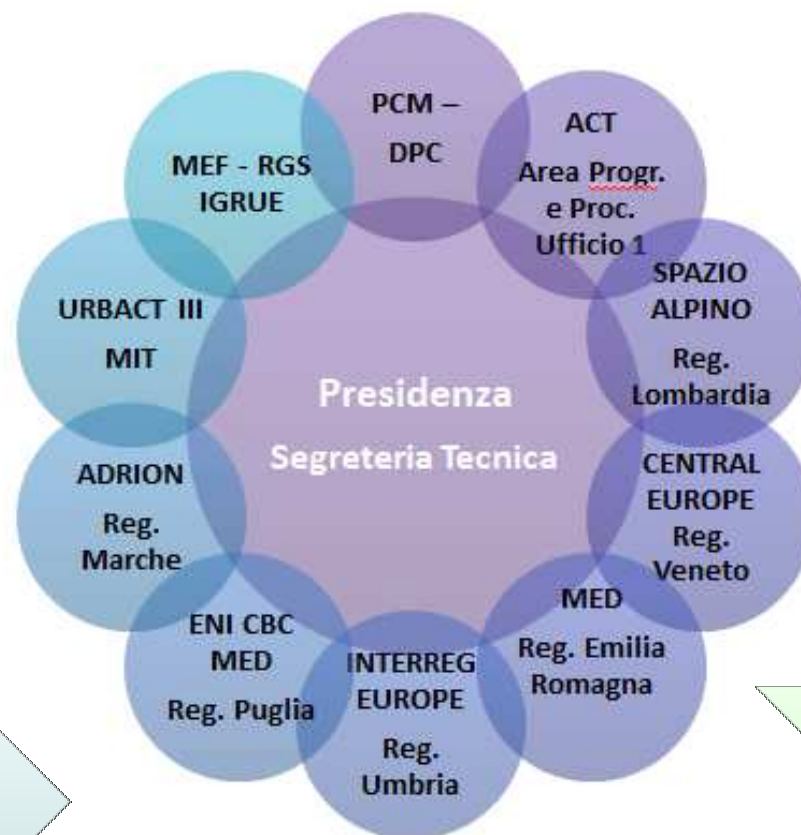 PCM –
DPC
ACT
Area Progr.
e Proc.
Ufficio 1
SPAZIO
ALPINO
Reg.
Lombardia
CENTRAL
EUROPE
Reg.
Veneto
MED
Reg. Emilia
Romagna
INTERREG
EUROPE
Reg.
Umbria
ENI CBC
MED
Reg. Puglia
ADRION
Reg.
Marche
URBACT III
MIT
MEF - RGS
IGRUE
Presidenza
Segreteria Tecnica